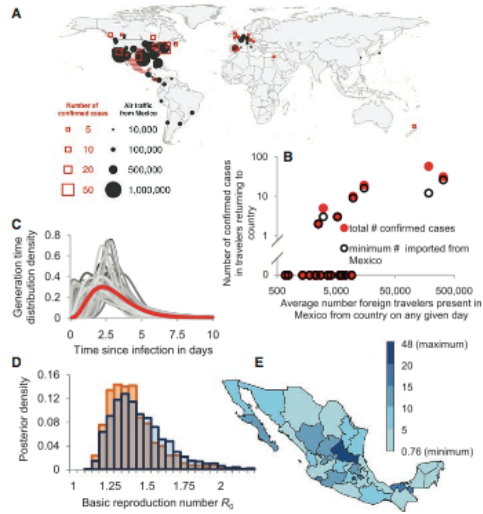 A
Number of
confirmed cases
Air traffic
from Mexico
5
10,000
10
100,000
20
500,000
50
1,000,000
B
Number of confirmed cases
in travelers returning to
country
100
10
1
0
total # confirmed cases
minimum # imported from
Mexico
500
5,000
50,000
500,000
Average number foreign travelers present in
Mexico from country on any given day
C
Generation time
distribution density
0.8
0.6
0.4
0.2
0
0
2.5
5
7.5
10
Time since infection in days
D
Posterior density
0.16
0.12
0.08
0.04
0
1
1.25
1.5
1.75
2
Basic reproduction number R0
E
48 (maximum)
20
15
10
5
0.76 (minimum)